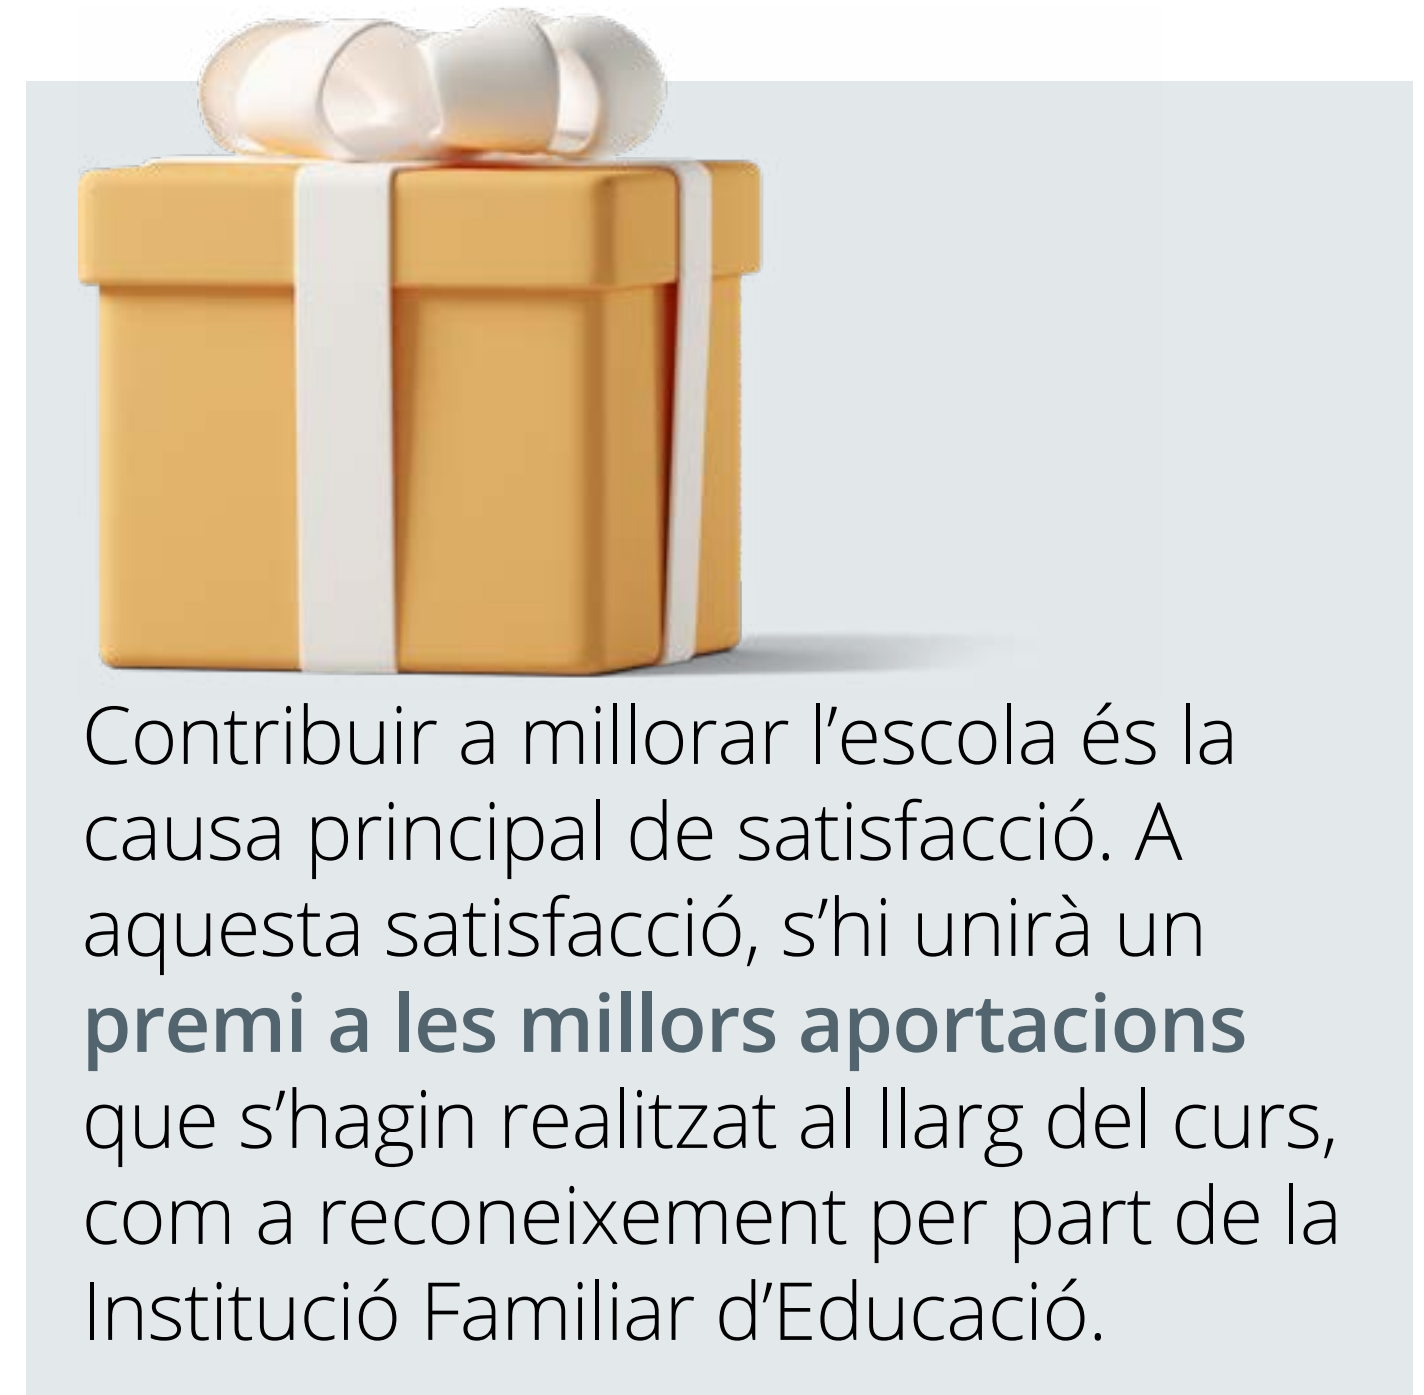 Contribuir a millorar l’escola és la
causa principal de satisfacció. A
aquesta satisfacció, s’hi unirà un
premi a les millors aportacions
que s’hagin realitzat al llarg del curs,
com a reconeixement per part de la
Institució Familiar d’Educació.